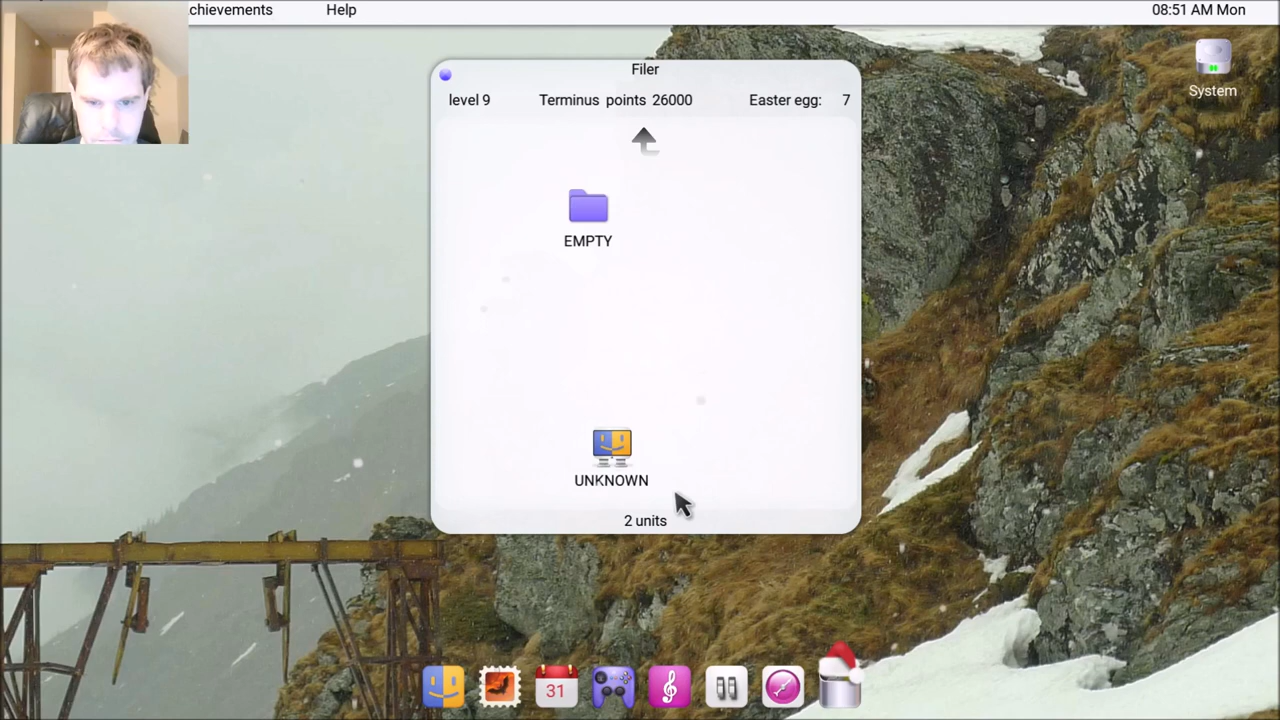 chievements Help 08:51 AM Mon
Filer
level 9 Terminus points 26000 Easter egg: 7
System
EMPTY
UNKNOWN
2 units
31